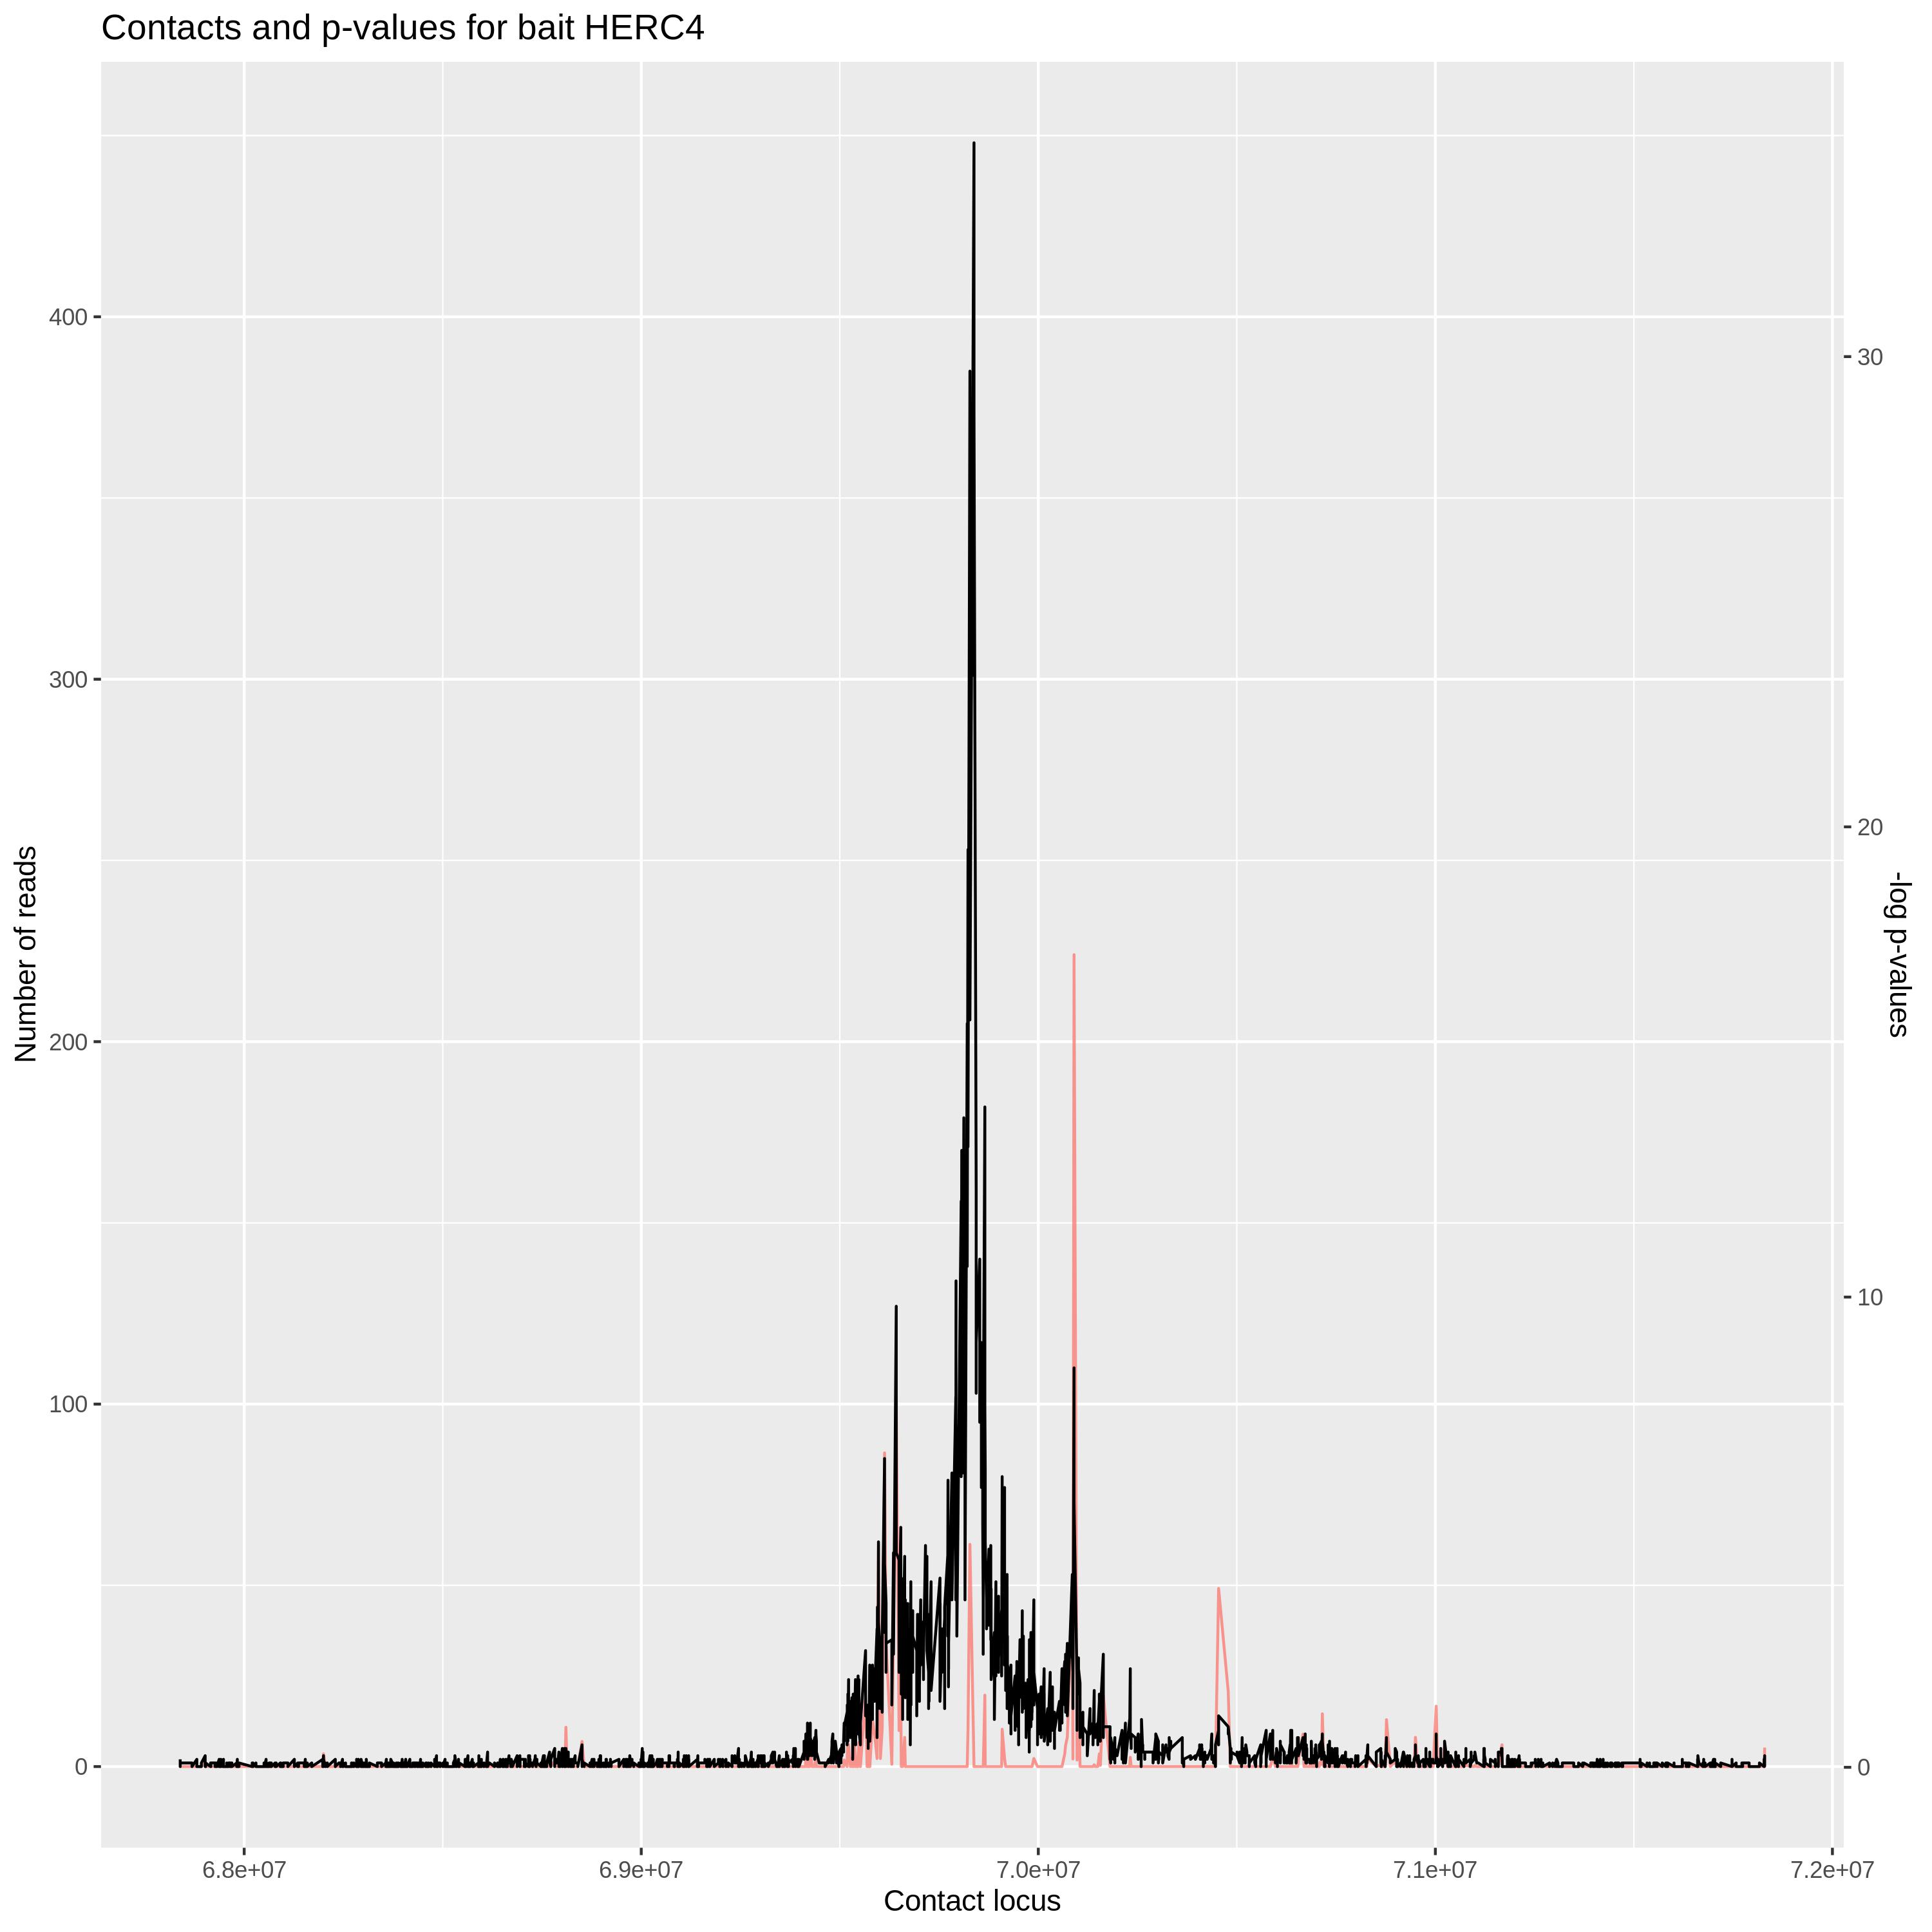 Contacts and p-values for bait HERC4
Number of reads
400
300
200
100
0
-log p-values
30
20
10
0
6.8e+07
6.9e+07
7.0e+07
7.1e+07
7.2e+07
Contact locus